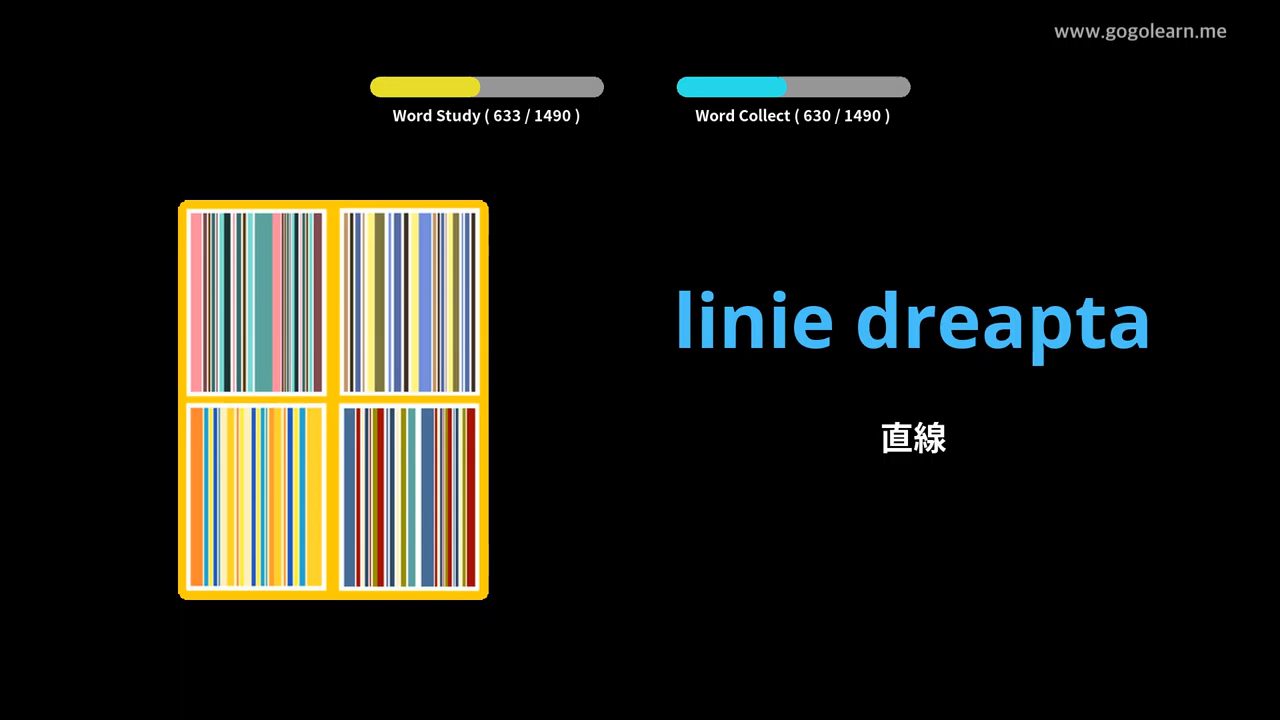 www.gogolearn.me
Word Study ( 633 / 1490 )
Word Collect ( 630 / 1490 )
linie dreapta
直線